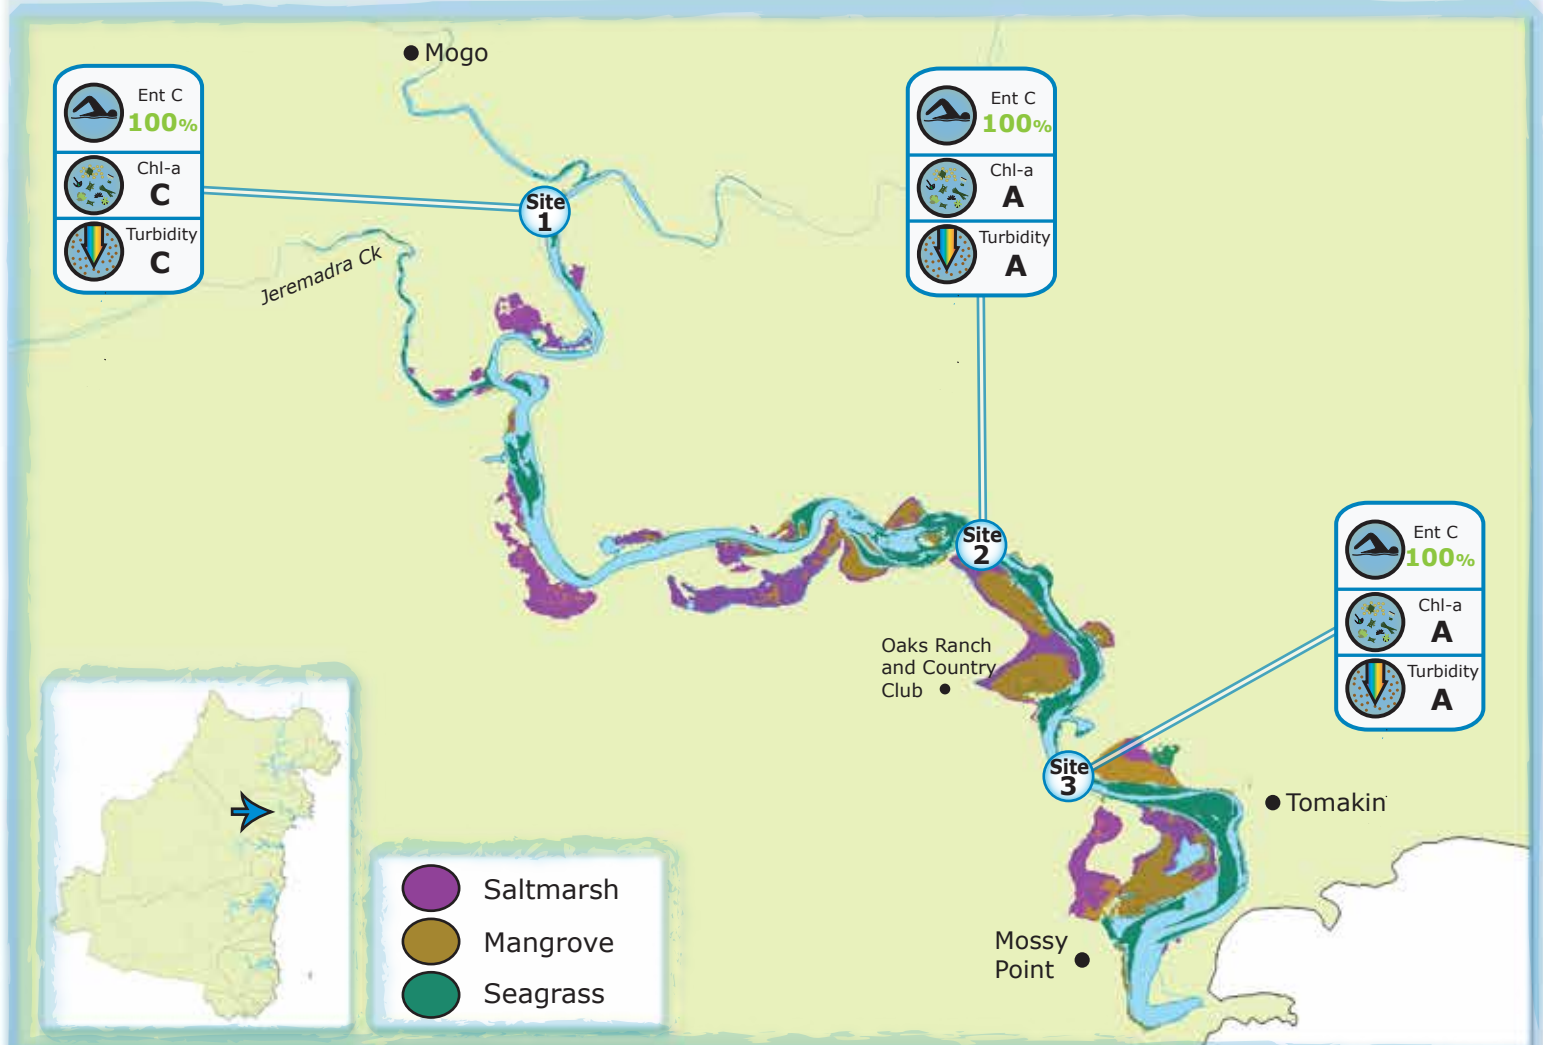 Mogo
Ent C
100%
Chl-a
C
Turbidity
C
Ent C
100%
Chl-a
A
Turbidity
A
Site
1
Jeremadra Ck
Site
2
Ent C
100%
Chl-a
A
Turbidity
A
Oaks Ranch
and Country
Club
Site
3
Tomakin
Saltmarsh
Mangrove
Seagrass
Mossy
Point